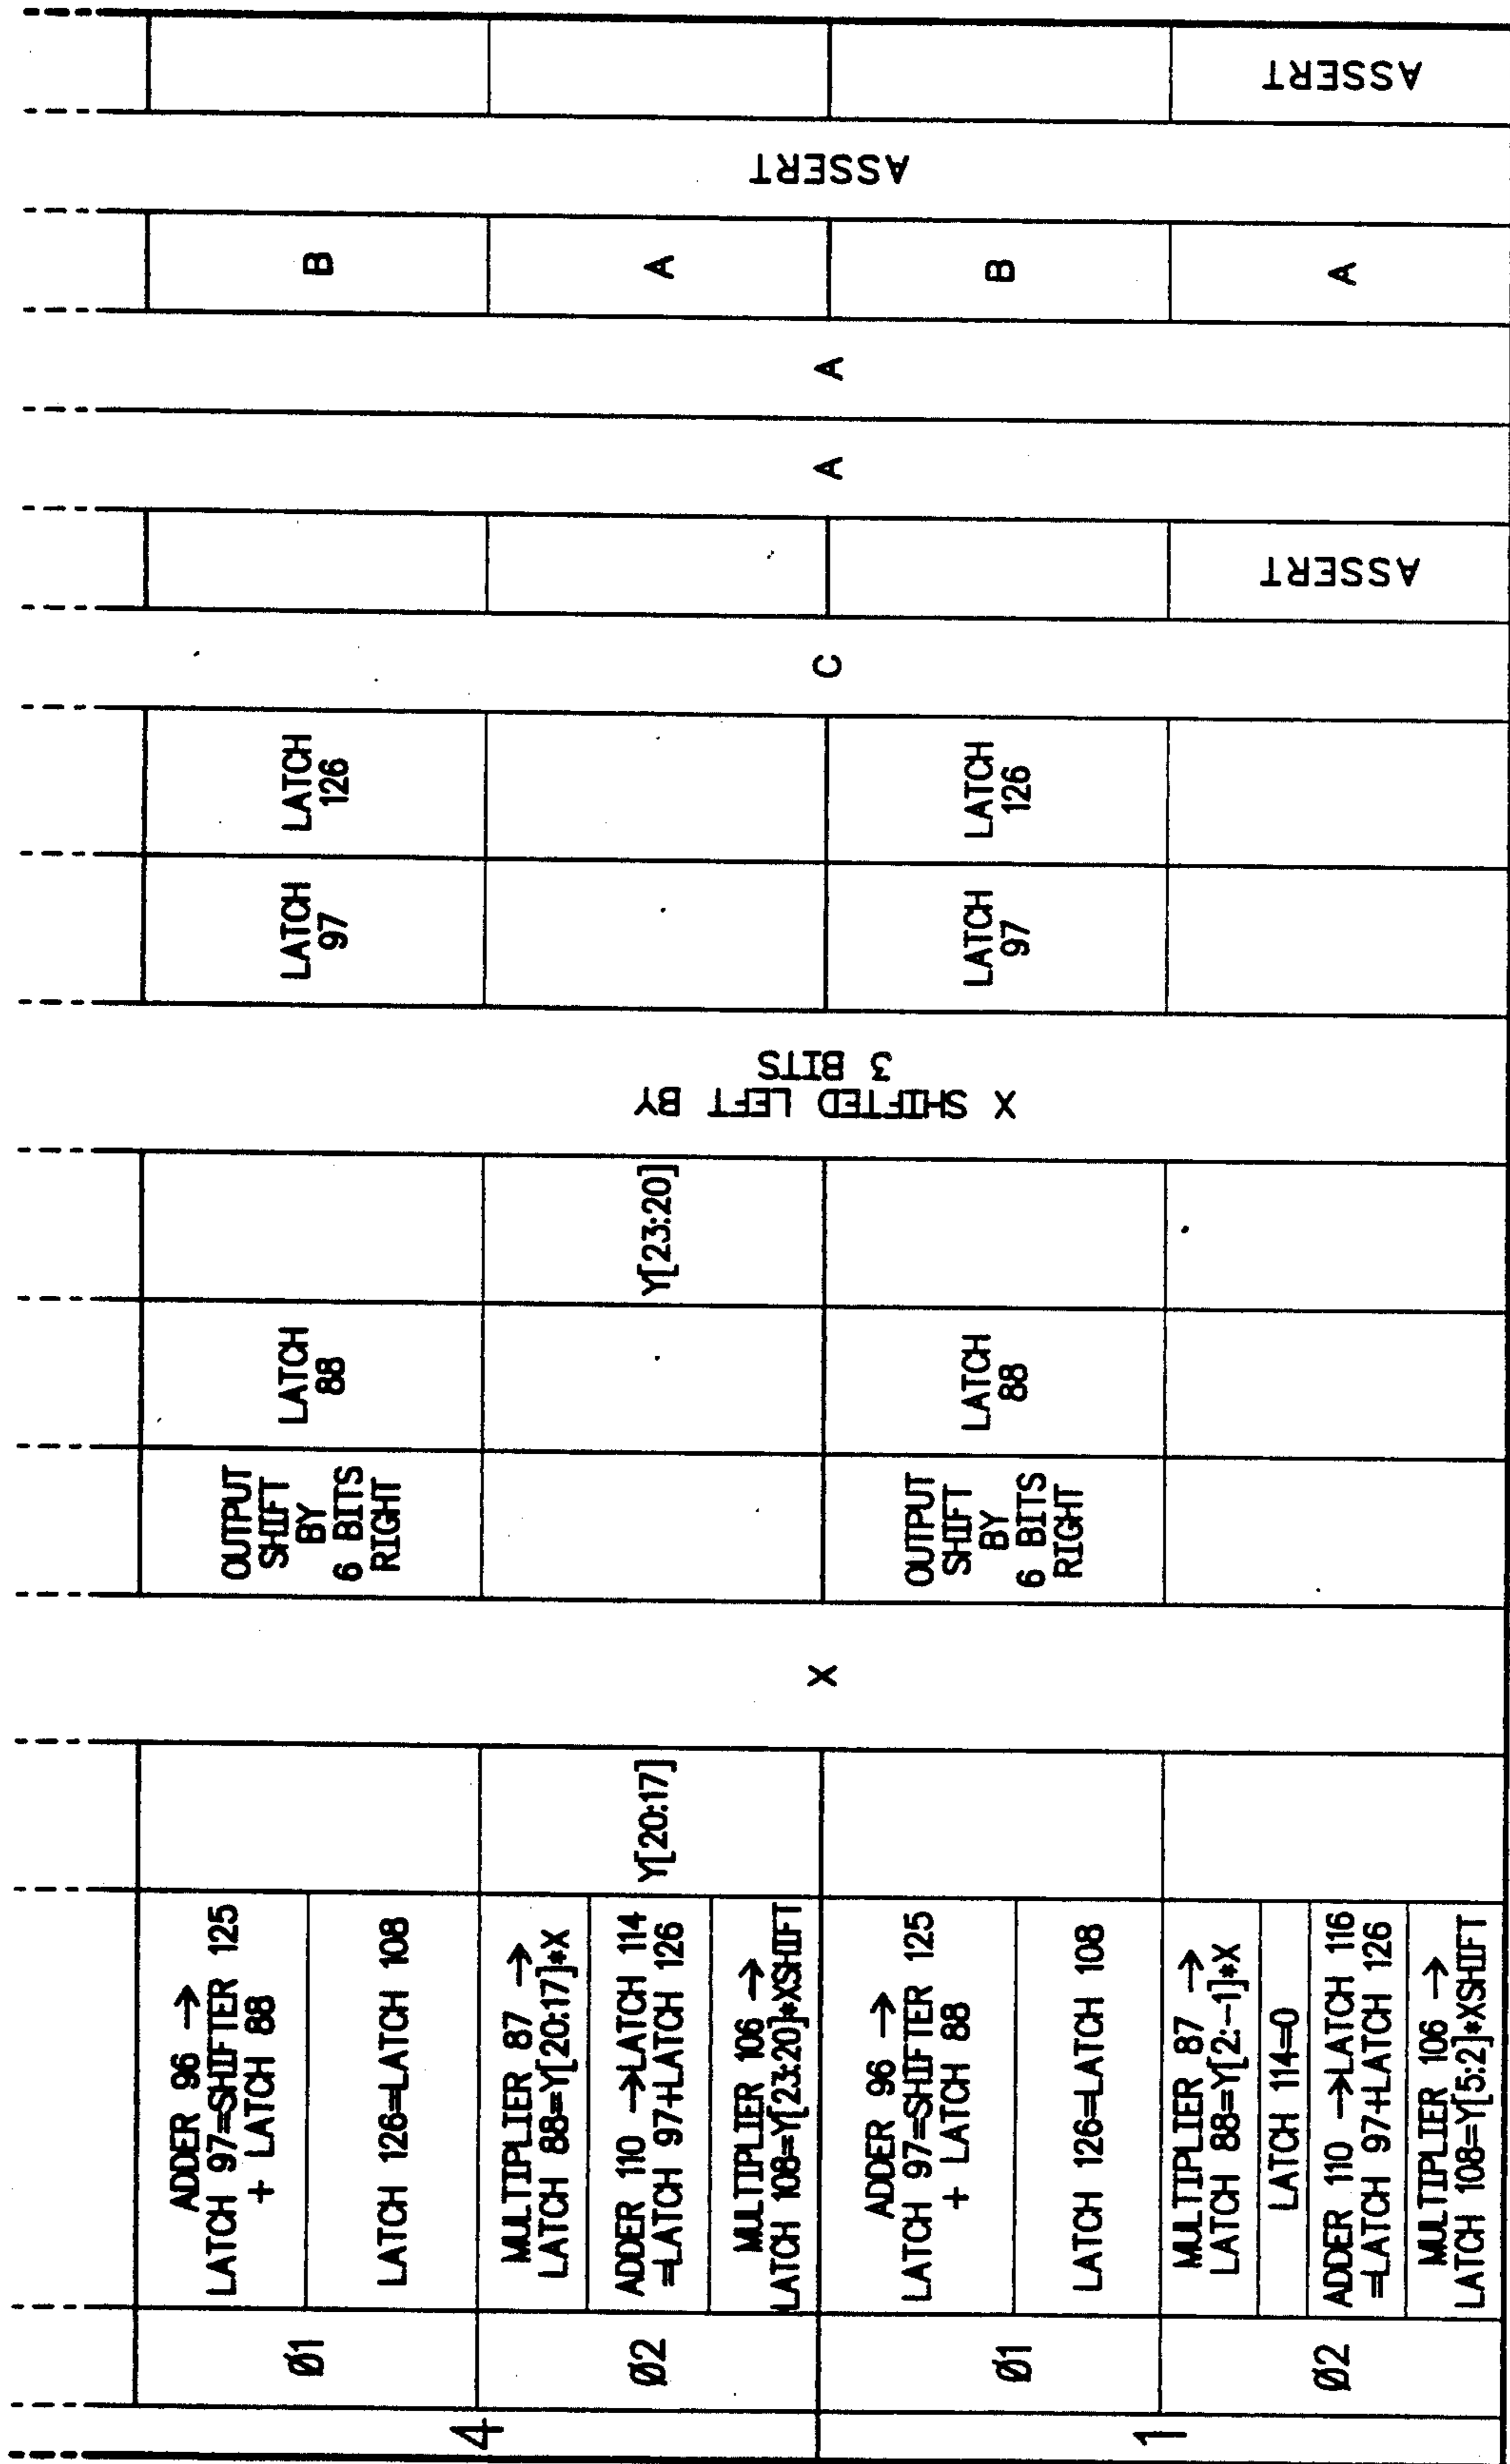 4
Ø1
ADDER 96 →
LATCH 97=SHIFTER 125
+ LATCH 88
LATCH 126=LATCH 108
OUTPUT
SHIFT
BY
6 BITS
RIGHT
LATCH
88
LATCH
97
LATCH
126
B
Ø2
MULTIPLIER 87 →
LATCH 88=Y[20:17]*X
ADDER 110 →LATCH 114
=LATCH 97+LATCH 126
MULTIPLIER 106 →
LATCH 108=Y[23:20]*XSHIFT
Y[20:17]
Y[23:20]
A
X
X SHIFTED LEFT BY
3 BITS
C
A
A
ASSERT
1
Ø1
ADDER 96 →
LATCH 97=SHIFTER 125
+ LATCH 88
LATCH 126=LATCH 108
OUTPUT
SHIFT
BY
6 BITS
RIGHT
LATCH
88
LATCH
97
LATCH
126
B
Ø2
MULTIPLIER 87 →
LATCH 88=Y[2:-1]*X
LATCH 114=0
ADDER 110 →LATCH 116
=LATCH 97+LATCH 126
MULTIPLIER 106 →
LATCH 108=Y[5:2]*XSHIFT
ASSERT
A
ASSERT